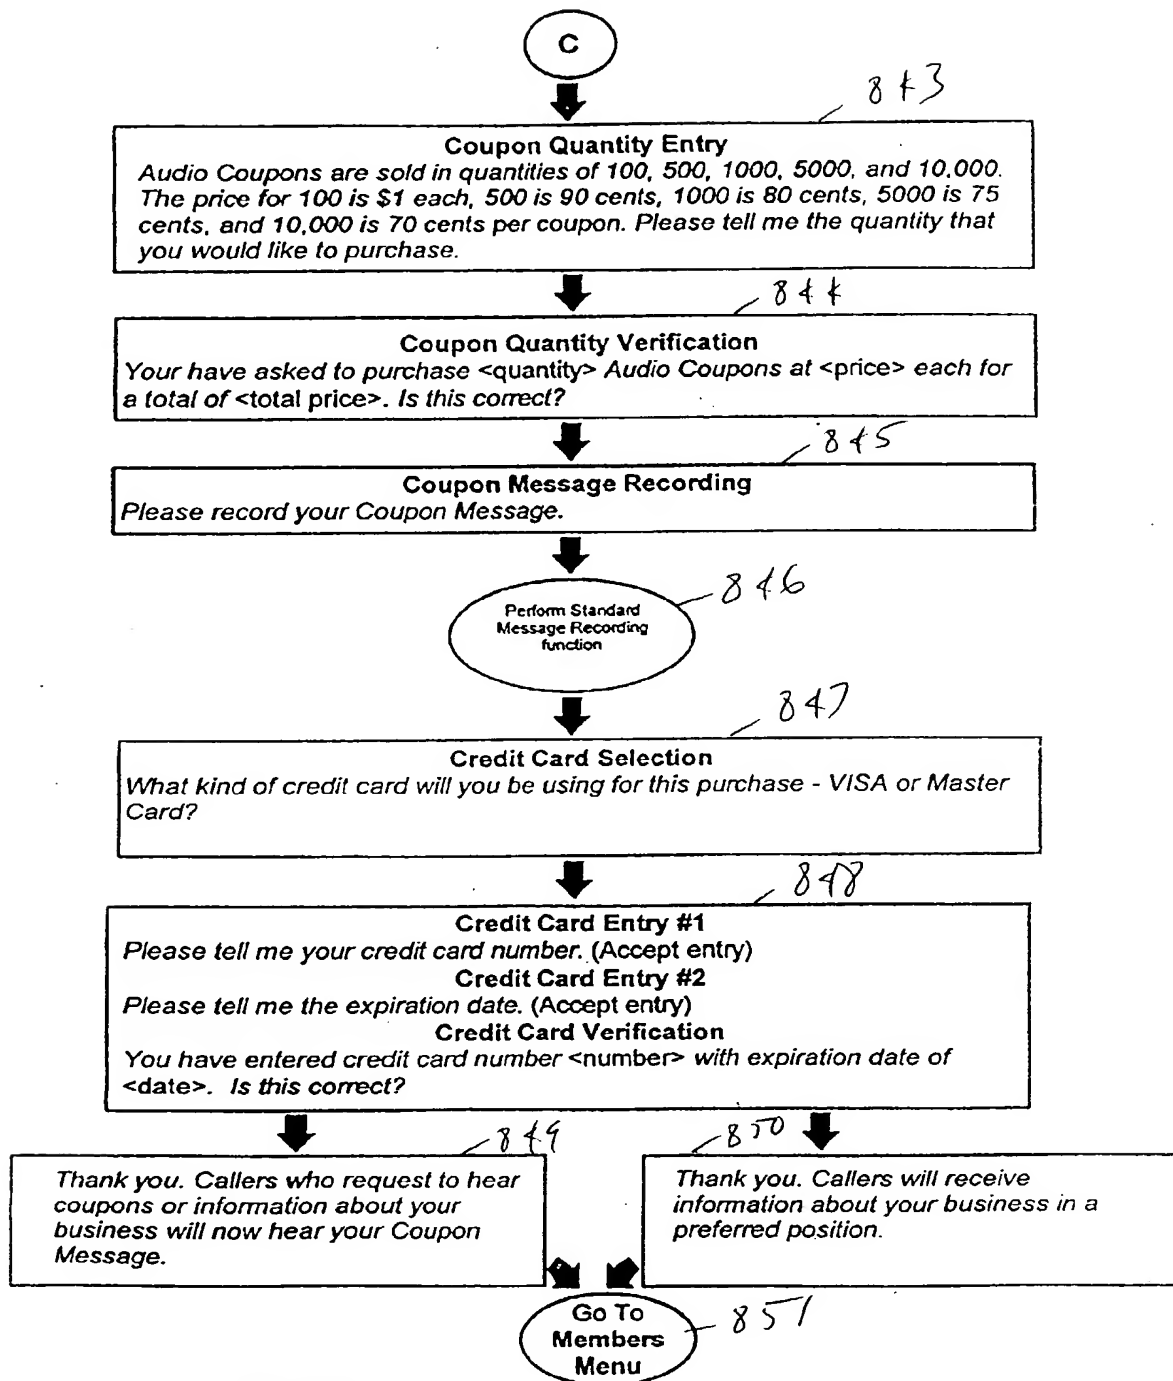 C
843
Coupon Quantity Entry
Audio Coupons are sold in quantities of 100, 500, 1000, 5000, and 10,000.
The price for 100 is $1 each, 500 is 90 cents, 1000 is 80 cents, 5000 is 75
cents, and 10,000 is 70 cents per coupon. Please tell me the quantity that
you would like to purchase.
844
Coupon Quantity Verification
Your have asked to purchase <quantity> Audio Coupons at <price> each for
a total of <total price>. Is this correct?
845
Coupon Message Recording
Please record your Coupon Message.
846
Perform Standard
Message Recording
function
847
Credit Card Selection
What kind of credit card will you be using for this purchase - VISA or Master
Card?
848
Credit Card Entry #1
Please tell me your credit card number. (Accept entry)
Credit Card Entry #2
Please tell me the expiration date. (Accept entry)
Credit Card Verification
You have entered credit card number <number> with expiration date of
<date>. Is this correct?
849
Thank you. Callers who request to hear
coupons or information about your
business will now hear your Coupon
Message.
850
Thank you. Callers will receive
information about your business in a
preferred position.
Go To
Members
Menu
851